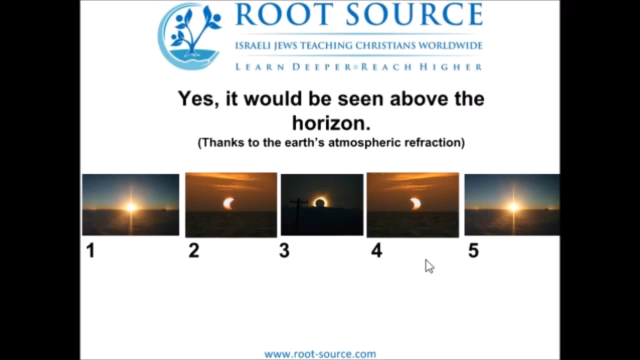 ROOT SOURCE
ISRAELI JEWS TEACHING CHRISTIANS WORLDWIDE
LEARN DEEPER REACH HIGHER
Yes, it would be seen above the
horizon.
(Thanks to the earth's atmospheric refraction)
1 2 3 4 5
www.root-source.com